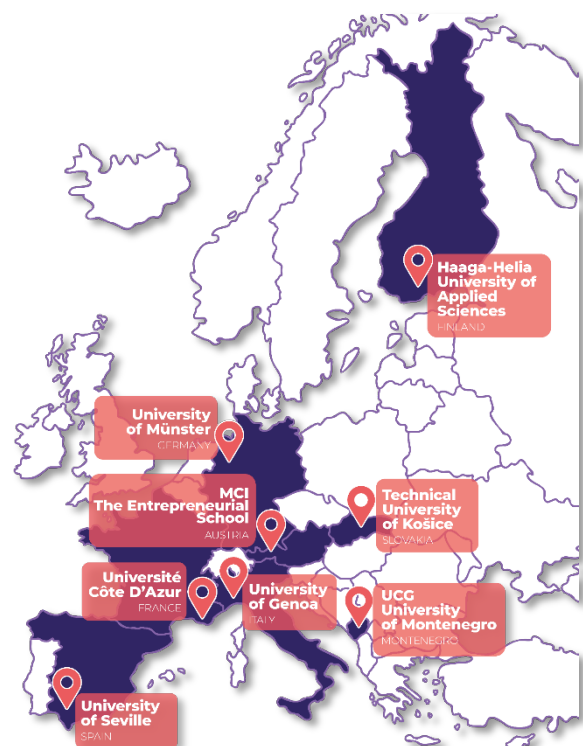 Haaga-Helia
University of
Applied
Sciences
FINLAND
University
of Münster
GERMAXY
MCI
The Entrepreneurial
School
AUSTRIA
Technical
University
of Košice
SLOVAKIA
Université
Côte D'Azur
FRANCE
University
of Genoa
ITALY
UCG
University
of Montenegro
MONTENEGRO
University
of Seville
SPAIN